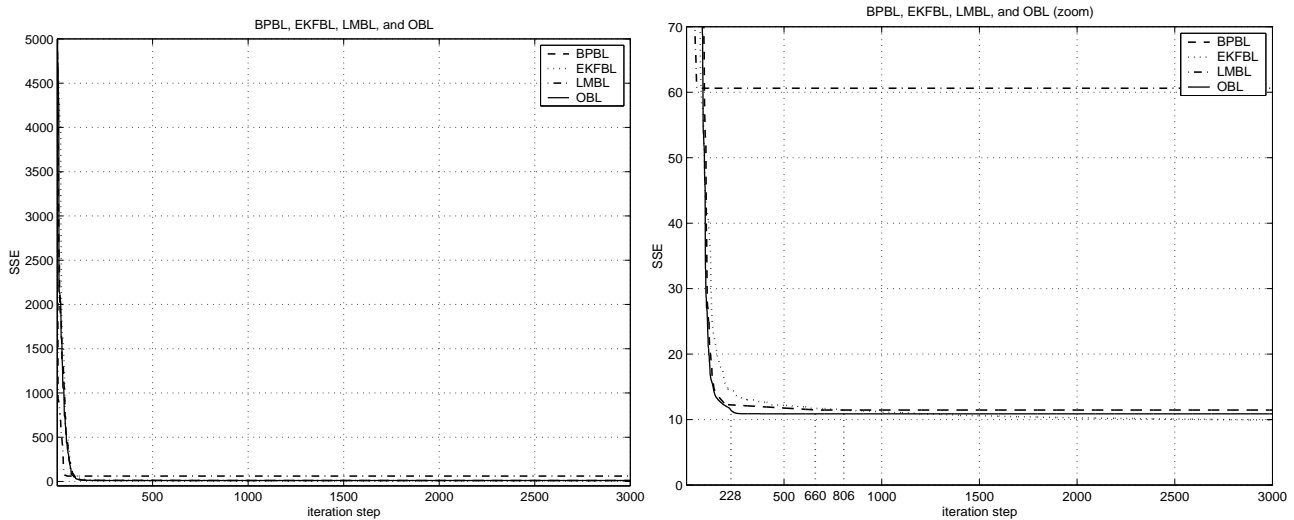 BPBL, EKFBL, LMBL, and OBL
5000
4500
4000
3500
3000
2500
2000
1500
1000
500
0
SSE
500
1000
1500
2000
2500
3000
iteration step
BPBL
EKFBL
LMBL
OBL
BPBL, EKFBL, LMBL, and OBL (zoom)
70
60
50
40
30
20
10
0
SSE
228
500
660
806
1000
1500
2000
2500
3000
iteration step
BPBL
EKFBL
LMBL
OBL